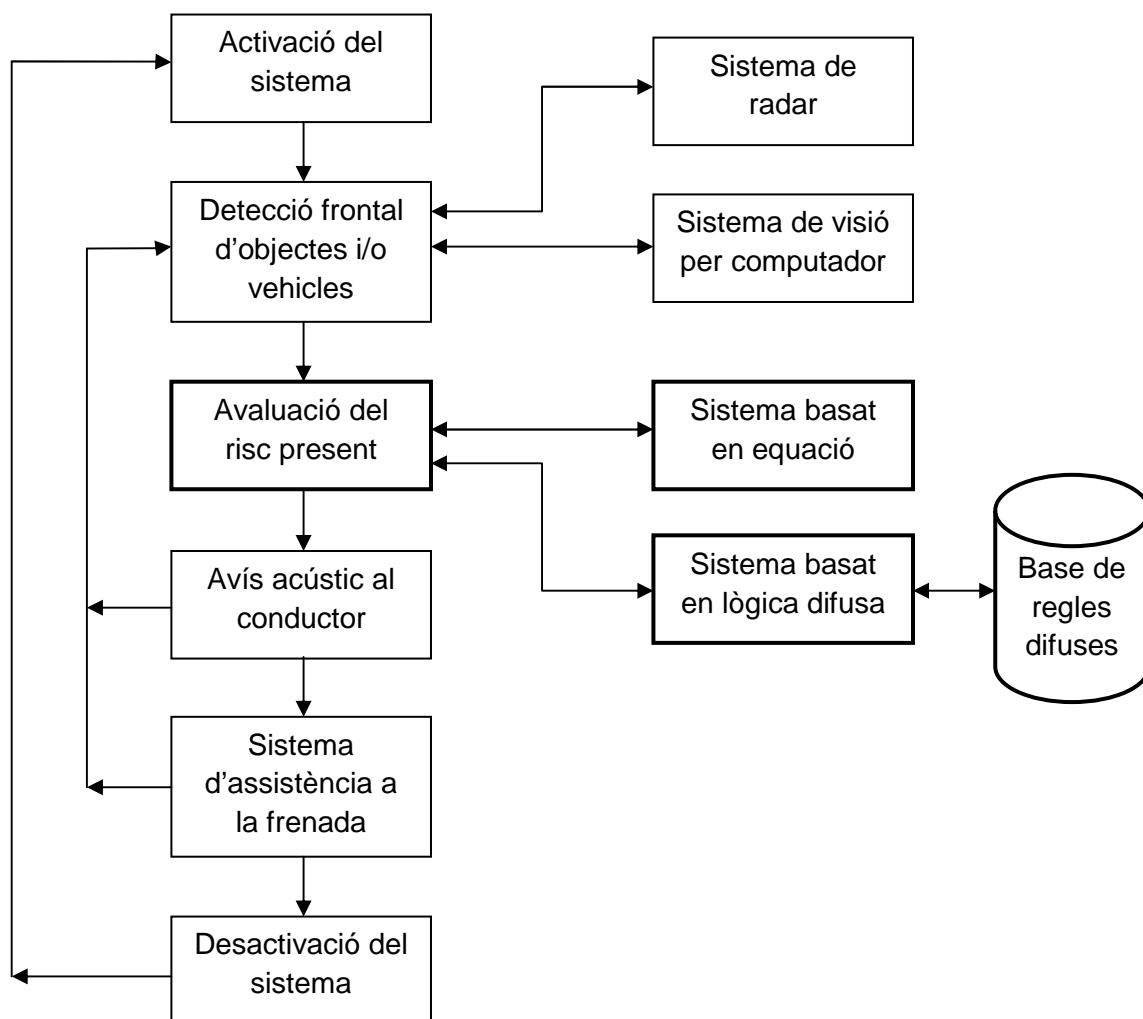 Activació del
sistema
Sistema de
radar
Detecció frontal
d'objectes i/o
vehicles
Sistema de visió
per computador
Avaluació del
risc present
Sistema basat
en equació
Avís acústic al
conductor
Sistema basat
en lògica difusa
Base de
regles
difuses
Sistema
d'assistència a
la frenada
Desactivació del
sistema